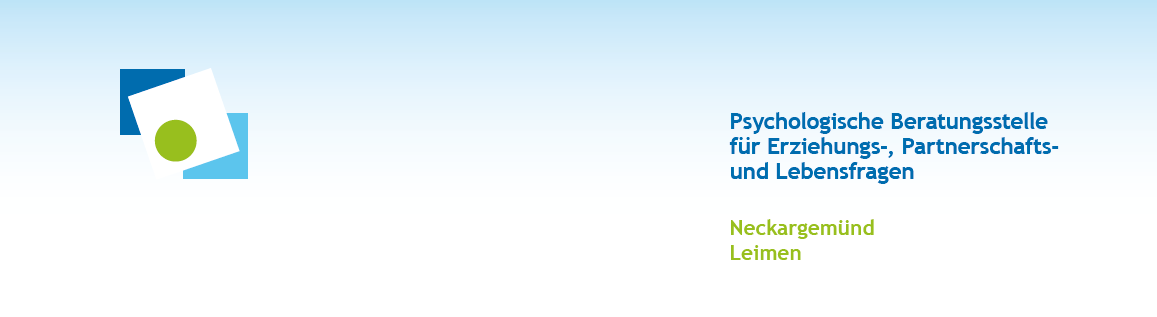 Psychologische Beratungsstelle
für Erziehungs-, Partnerschafts-
und Lebensfragen
Neckargemünd
Leimen